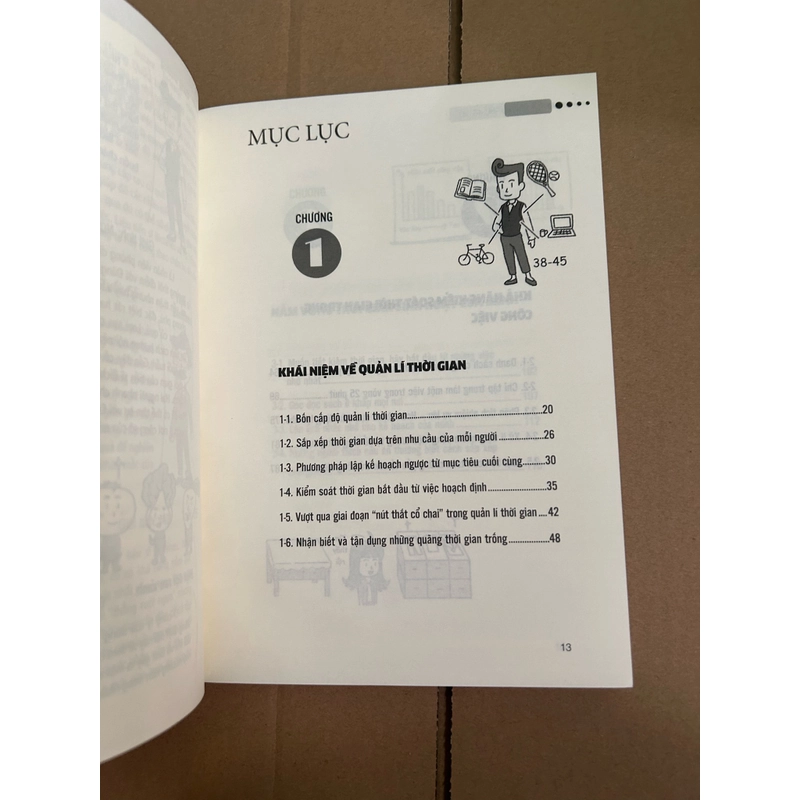 MỤC LỤC
CHƯƠNG
1
38-45
KHÁI NIỆM VỀ QUẢN LÍ THỜI GIAN
1-1. Bốn cấp độ quản lí thời gian....................................20
1-2. Sắp xếp thời gian dựa trên nhu cầu của mỗi người ..................26
1-3. Phương pháp lập kế hoạch ngược từ mục tiêu cuối cùng.........30
1-4. Kiểm soát thời gian bắt đầu từ việc hoạch định ......................35
1-5. Vượt qua giai đoạn "nút thắt cổ chai" trong quản lí thời gian ....42
1-6. Nhận biết và tận dụng những quãng thời gian trống................48
13